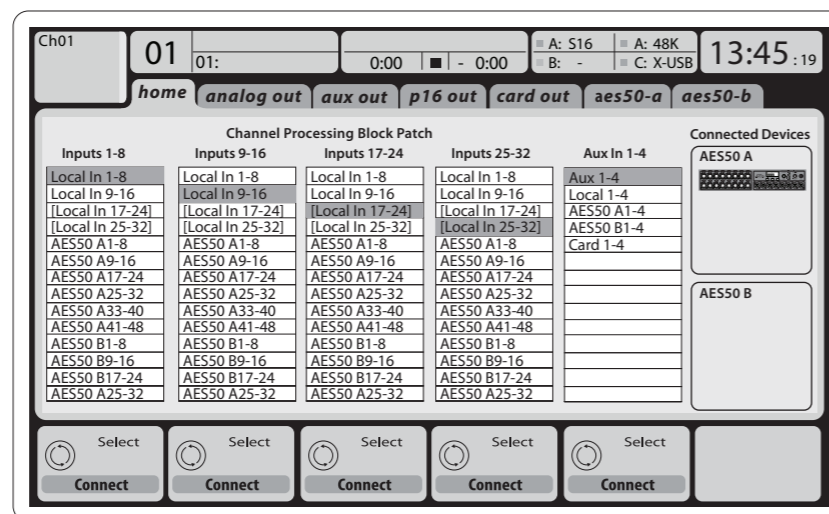 Ch01
01
01:
0:00 - 0:00
A: S16
B: -
A: 48K
C: X-USB
13:45:19
home analog out aux out p16 out card out aes50-a aes50-b
Channel Processing Block Patch
Connected Devices
Inputs 1-8 Inputs 9-16 Inputs 17-24 Inputs 25-32 Aux In 1-4
AES50 A
Local In 1-8 Local In 1-8 Local In 1-8 Local In 1-8 Aux 1-4
Local In 9-16 Local In 9-16 Local In 9-16 Local In 9-16 Local 1-4
[Local In 17-24] [Local In 17-24] [Local In 17-24] [Local In 17-24] AES50 A1-4
[Local In 25-32] [Local In 25-32] [Local In 25-32] [Local In 25-32] AES50 B1-4
AES50 A1-8 AES50 A1-8 AES50 A1-8 AES50 A1-8 Card 1-4
AES50 A9-16 AES50 A9-16 AES50 A9-16 AES50 A9-16
AES50 A17-24 AES50 A17-24 AES50 A17-24 AES50 A17-24
AES50 A25-32 AES50 A25-32 AES50 A25-32 AES50 A25-32
AES50 B
AES50 A33-40 AES50 A33-40 AES50 A33-40 AES50 A33-40
AES50 A41-48 AES50 A41-48 AES50 A41-48 AES50 A41-48
AES50 B1-8 AES50 B1-8 AES50 B1-8 AES50 B1-8
AES50 B9-16 AES50 B9-16 AES50 B9-16 AES50 B9-16
AES50 B17-24 AES50 B17-24 AES50 B17-24 AES50 B17-24
AES50 A25-32 AES50 A25-32 AES50 A25-32 AES50 A25-32
Select Select Select Select Select
Connect Connect Connect Connect Connect